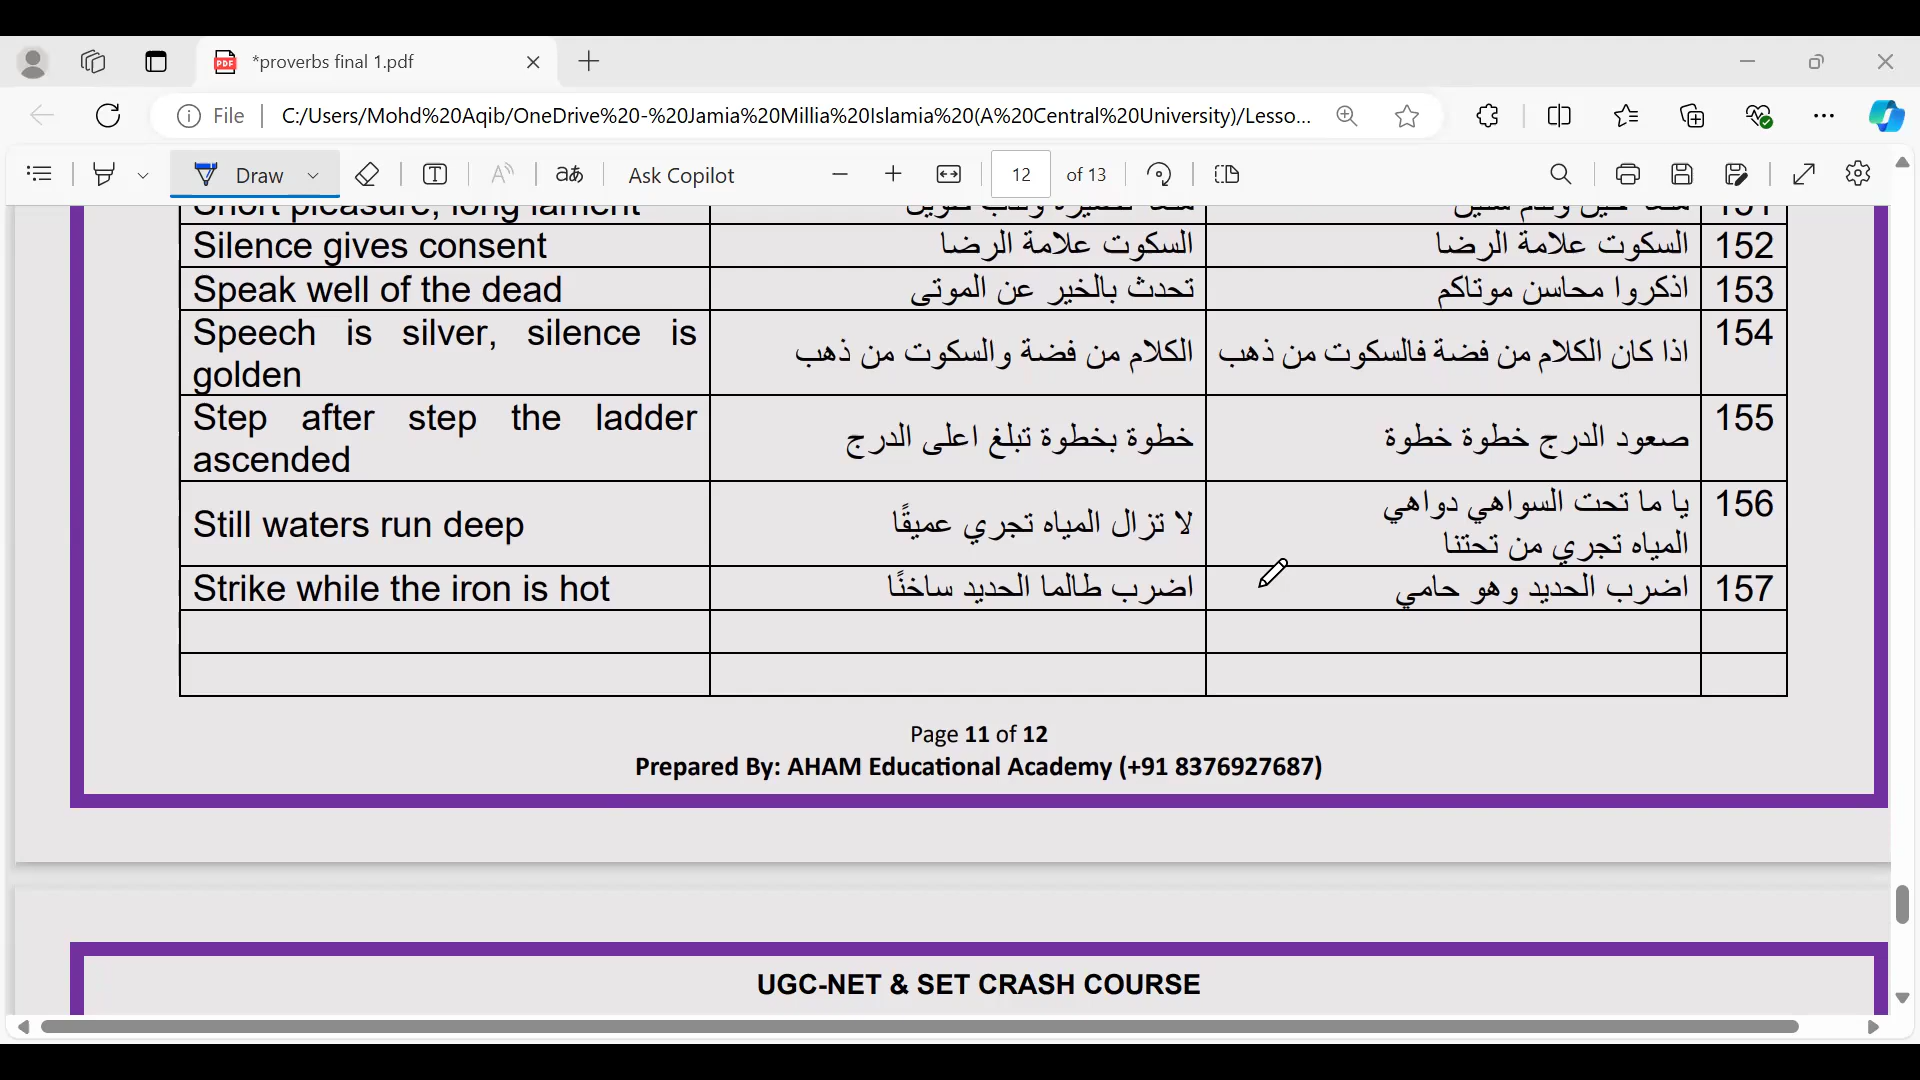 *proverbs final 1.pdf
File
C:/Users/Mohd%20Aqib/OneDrive%20-%20Jamia%20Millia%20Islamia%20(A%20Central%20University)/Lesso...
Draw
Ask Copilot
12 of 13
Short pleasure, long lament
151
Silence gives consent
السكوت علامة الرضا
السكوت علامة الرضا
152
Speak well of the dead
تحدث بالخير عن الموتى
اذكروا محاسن موتاكم
153
Speech is silver, silence is
golden
الكلام من فضة والسكوت من ذهب
اذا كان الكلام من فضة فالسكوت من ذهب
154
Step after step the ladder
ascended
خطوة بخطوة تبلغ اعلى الدرج
صعود الدرج خطوة خطوة
155
Still waters run deep
لا تزال المياه تجري عميقًا
يا ما تحت السواهي دواهي
المياه تجري من تحتنا
156
Strike while the iron is hot
اضرب طالما الحديد ساخنًا
اضرب الحديد وهو حامي
157
Page 11 of 12
Prepared By: AHAM Educational Academy (+91 8376927687)
UGC-NET & SET CRASH COURSE